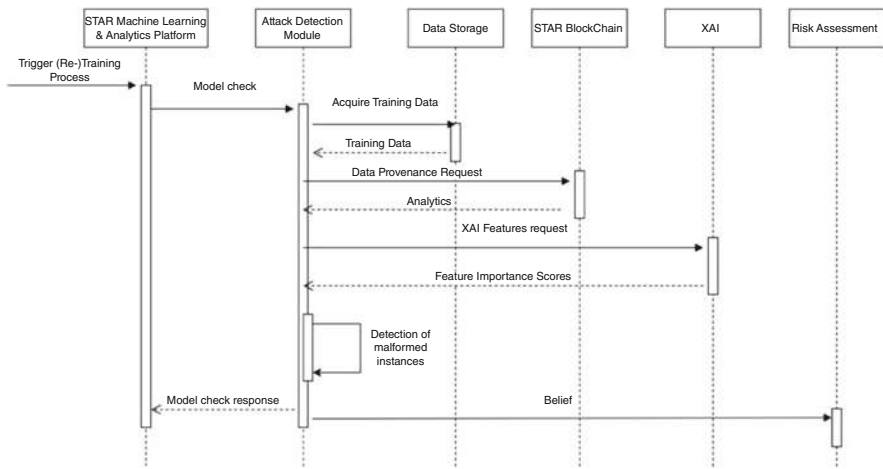 STAR Machine Learning
& Analytics Platform
Attack Detection
Module
Data Storage
STAR BlockChain
XAI
Risk Assessment
Trigger (Re-)Training
Process
Model check
Acquire Training Data
Training Data
Data Provenance Request
Analytics
XAI Features request
Feature Importance Scores
Detection of
malformed
instances
Model check response
Belief